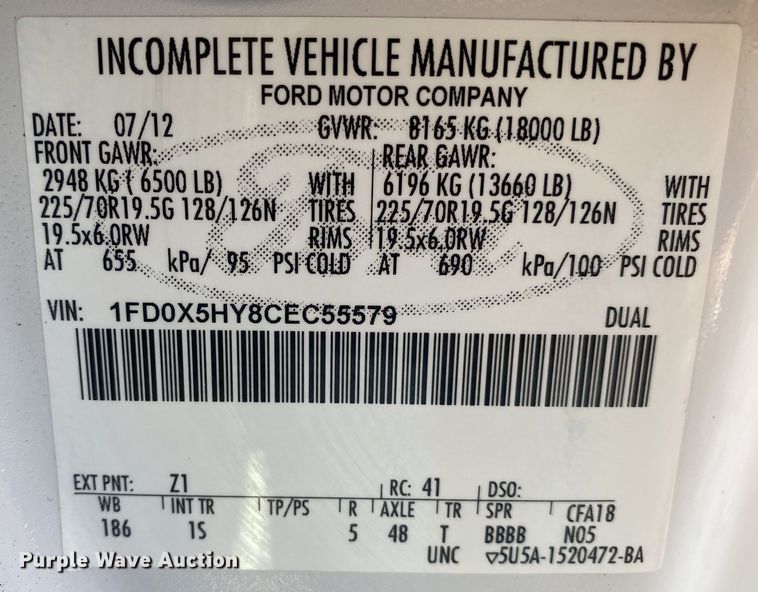 INCOMPLETE VEHICLE MANUFACTURED BY
FORD MOTOR COMPANY
DATE: 07/12 GVWR: 8165 KG (18000 LB)
FRONT GAWR: REAR GAWR:
2948 KG ( 6500 LB) WITH 6196 KG (13660 LB) WITH
225/70R19.5G 128/126N TIRES 225/70R19.5G 128/126N TIRES
19.5x6.0RW RIMS 19.5x6.0RW RIMS
AT 655 kPa/ 95 PSI COLD AT 690 kPa/100 PSI COLD
VIN: 1FD0X5HY8CEC55579 DUAL
EXT PNT: Z1 RC: 41 DSO:
WB INT TR TP/PS R AXLE TR SPR CFA18
186 1S 5 48 T BBBB N05
UNC ▽5U5A-1520472-BA
Purple Wave Auction